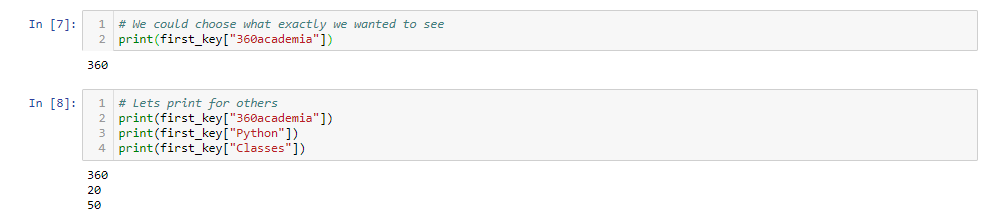 In [7]: 1 # We could choose what exactly we wanted to see
2 print(first_key["360academia"])
360
In [8]: 1 # Lets print for others
2 print(first_key["360academia"])
3 print(first_key["Python"])
4 print(first_key["Classes"])
360
20
50